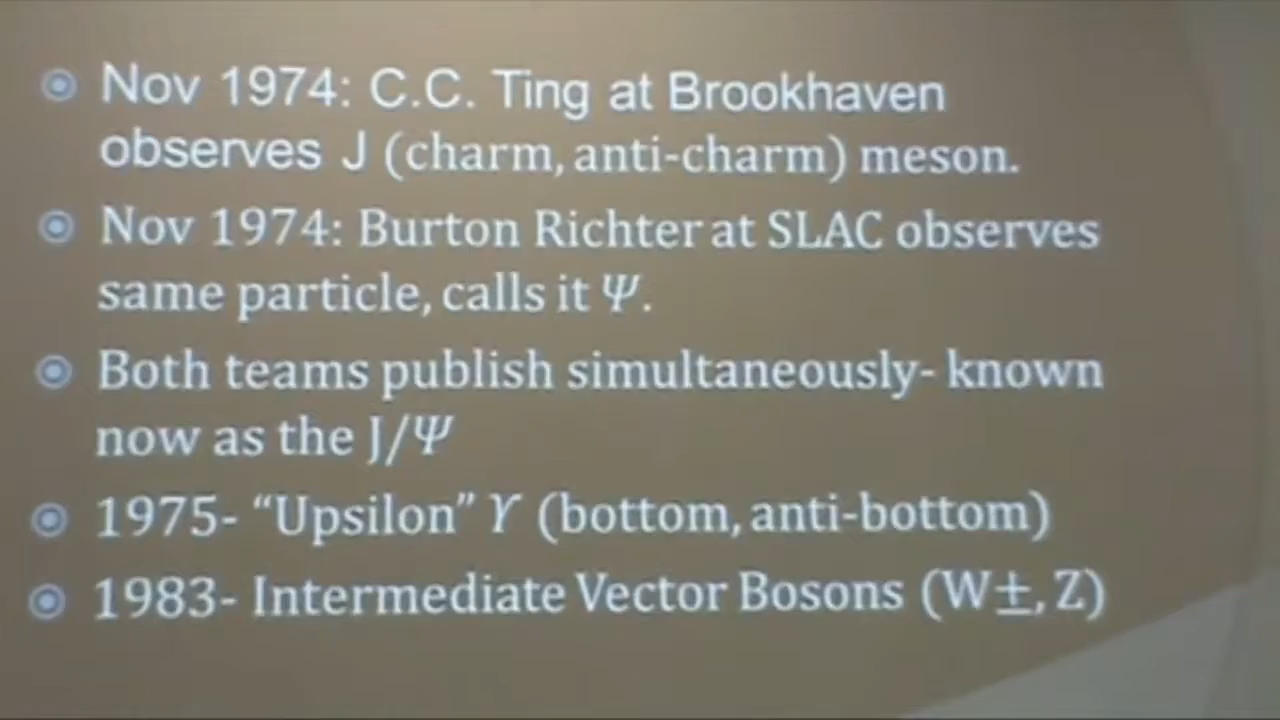 Nov 1974: C.C. Ting at Brookhaven
observes J (charm, anti-charm) meson.
Nov 1974: Burton Richter at SLAC observes
same particle, calls it Ψ.
Both teams publish simultaneously- known
now as the J/Ψ
1975- “Upsilon” ϒ (bottom, anti-bottom)
1983- Intermediate Vector Bosons (W±, Z)